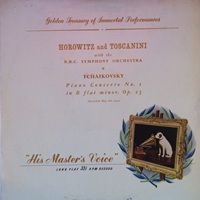 Golden Treasury of Immortal Performances
HOROWITZ and TOSCANINI
with the
N.B.C. SYMPHONY ORCHESTRA
TCHAIKOVSKY
Piano Concerto No. 1
in B flat minor, Op. 23
"His Master's Voice"
LONG PLAY 33⅓ R.P.M. RECORD